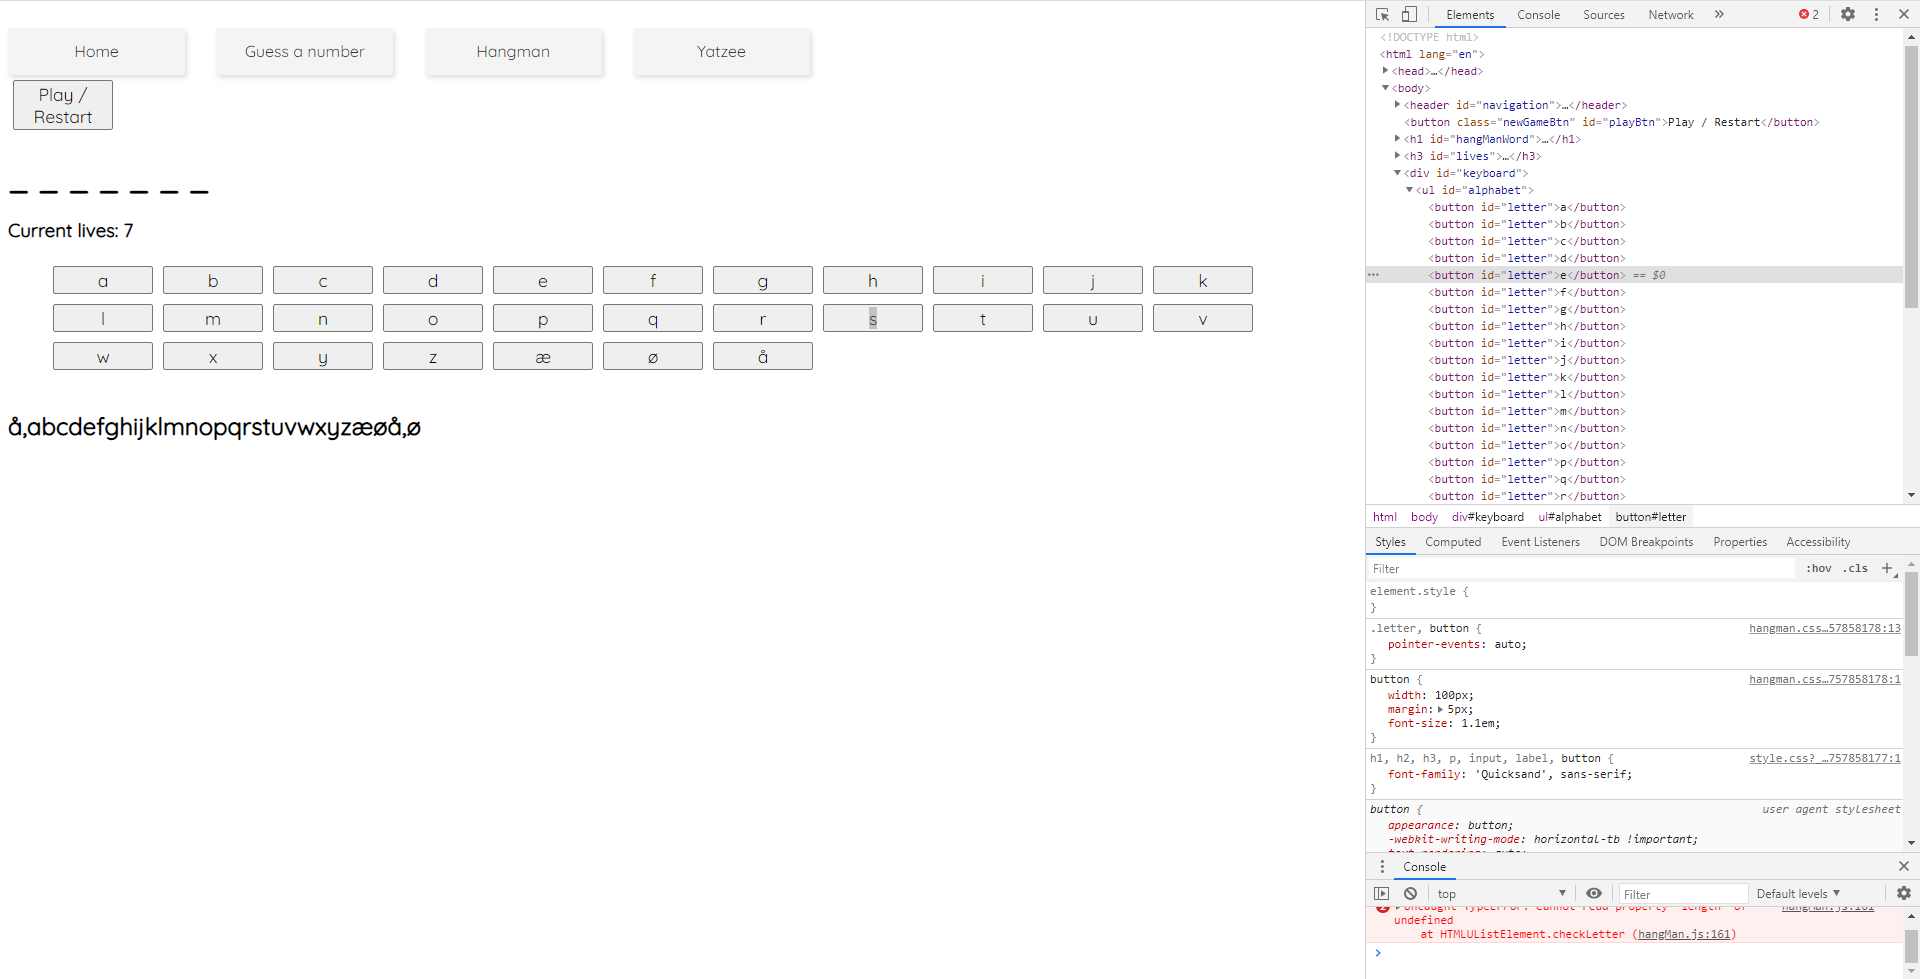 Home
Guess a number
Hangman
Yatzee
Play /
Restart
_ _ _ _ _ _ _
Current lives: 7
a b c d e f g h i j k
l m n o p q r s t u v
w x y z æ ø å
å,abcdefghijklmnopqrstuvwxyzæøå,ø
Elements Console Sources Network » 2
<!DOCTYPE html>
<html lang="en">
<head>…</head>
<body>
<header id="navigation">…</header>
<button class="newGameBtn" id="playBtn">Play / Restart</button>
<h1 id="hangManWord">…</h1>
<h3 id="lives">…</h3>
<div id="keyboard">
<ul id="alphabet">
<button id="letter">a</button>
<button id="letter">b</button>
<button id="letter">c</button>
<button id="letter">d</button>
<button id="letter">e</button> == $0
<button id="letter">f</button>
<button id="letter">g</button>
<button id="letter">h</button>
<button id="letter">i</button>
<button id="letter">j</button>
<button id="letter">k</button>
<button id="letter">l</button>
<button id="letter">m</button>
<button id="letter">n</button>
<button id="letter">o</button>
<button id="letter">p</button>
<button id="letter">q</button>
<button id="letter">r</button>
html body div#keyboard ul#alphabet button#letter
Styles Computed Event Listeners DOM Breakpoints Properties Accessibility
Filter :hov .cls +
element.style {
}
.letter, button { hangman.css…57858178:13
pointer-events: auto;
}
button { hangman.css…757858178:1
width: 100px;
margin: 5px;
font-size: 1.1em;
}
h1, h2, h3, p, input, label, button { style.css?_…757858177:1
font-family: 'Quicksand', sans-serif;
}
button { user agent stylesheet
appearance: button;
-webkit-writing-mode: horizontal-tb !important;
text-rendering: auto;
Console
top Filter Default levels
Uncaught TypeError: Cannot read property 'length' of hangMan.js:161
undefined
at HTMLUListElement.checkLetter (hangMan.js:161)